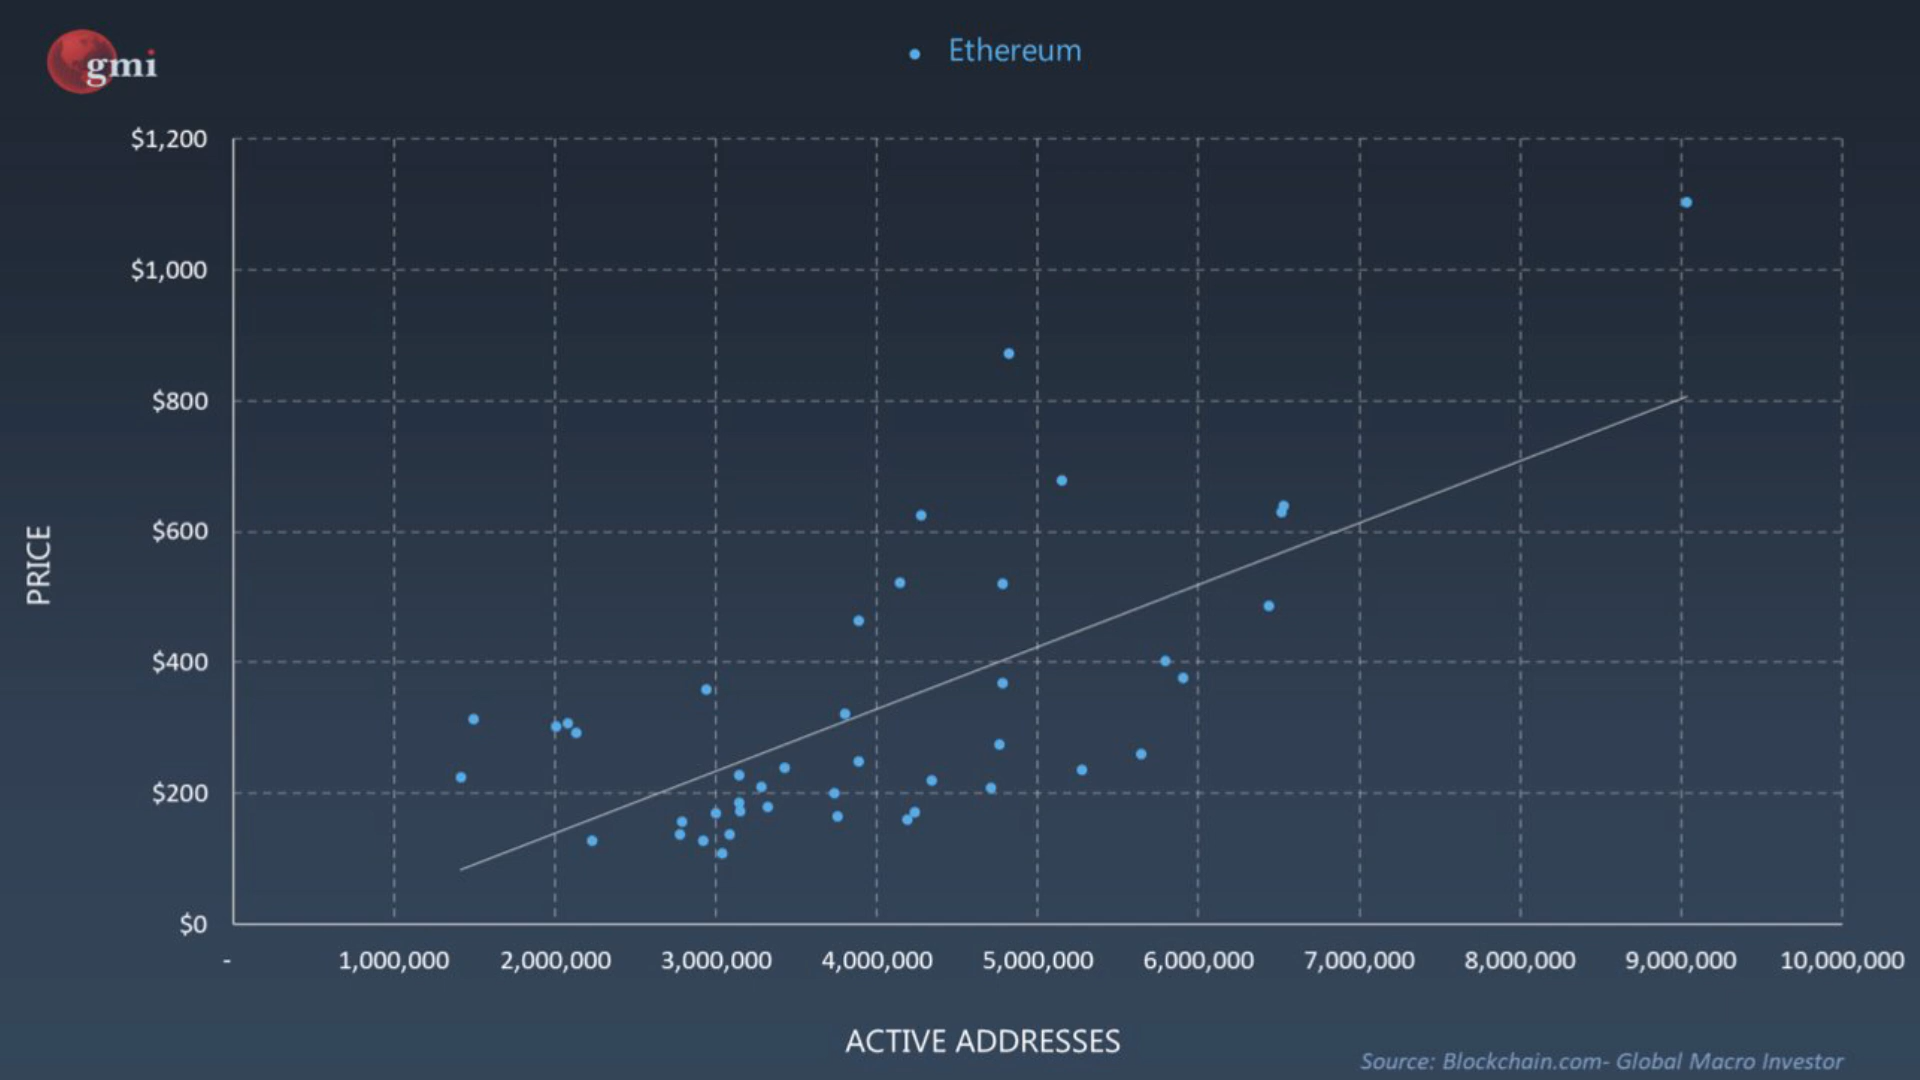 gmi
Ethereum
$1,200
$1,000
$800
$600
$400
$200
$0
PRICE
- 1,000,000 2,000,000 3,000,000 4,000,000 5,000,000 6,000,000 7,000,000 8,000,000 9,000,000 10,000,000
ACTIVE ADDRESSES
Source: Blockchain.com- Global Macro Investor